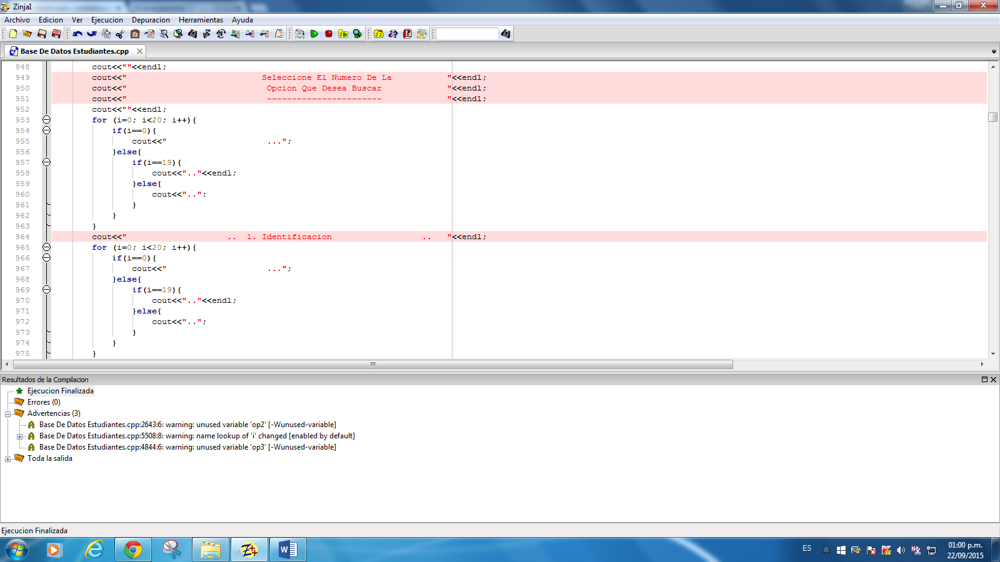 ZinjaI
Archivo Edicion Ver Ejecucion Depuracion Herramientas Ayuda
Base De Datos Estudiantes.cpp
948 cout<<""<<endl;
949 cout<<" Seleccione El Numero De La "<<endl;
950 cout<<" Opcion Que Desea Buscar "<<endl;
951 cout<<" ----------------------- "<<endl;
952 cout<<""<<endl;
953 for (i=0; i<20; i++){
954 if(i==0){
955 cout<<" ...";
956 }else{
957 if(i==19){
958 cout<<".."<<endl;
959 }else{
960 cout<<"..";
961 }
962 }
963 }
964 cout<<" .. 1. Identificacion .. "<<endl;
965 for (i=0; i<20; i++){
966 if(i==0){
967 cout<<" ...";
968 }else{
969 if(i==19){
970 cout<<".."<<endl;
971 }else{
972 cout<<"..";
973 }
974 }
975 }
Resultados de la Compilacion
Ejecucion Finalizada
Errores (0)
Advertencias (3)
Base De Datos Estudiantes.cpp:2643:6: warning: unused variable 'op2' [-Wunused-variable]
Base De Datos Estudiantes.cpp:5508:8: warning: name lookup of 'i' changed [enabled by default]
Base De Datos Estudiantes.cpp:4844:6: warning: unused variable 'op3' [-Wunused-variable]
Toda la salida
Ejecucion Finalizada
ES
01:00 p.m.
22/09/2015